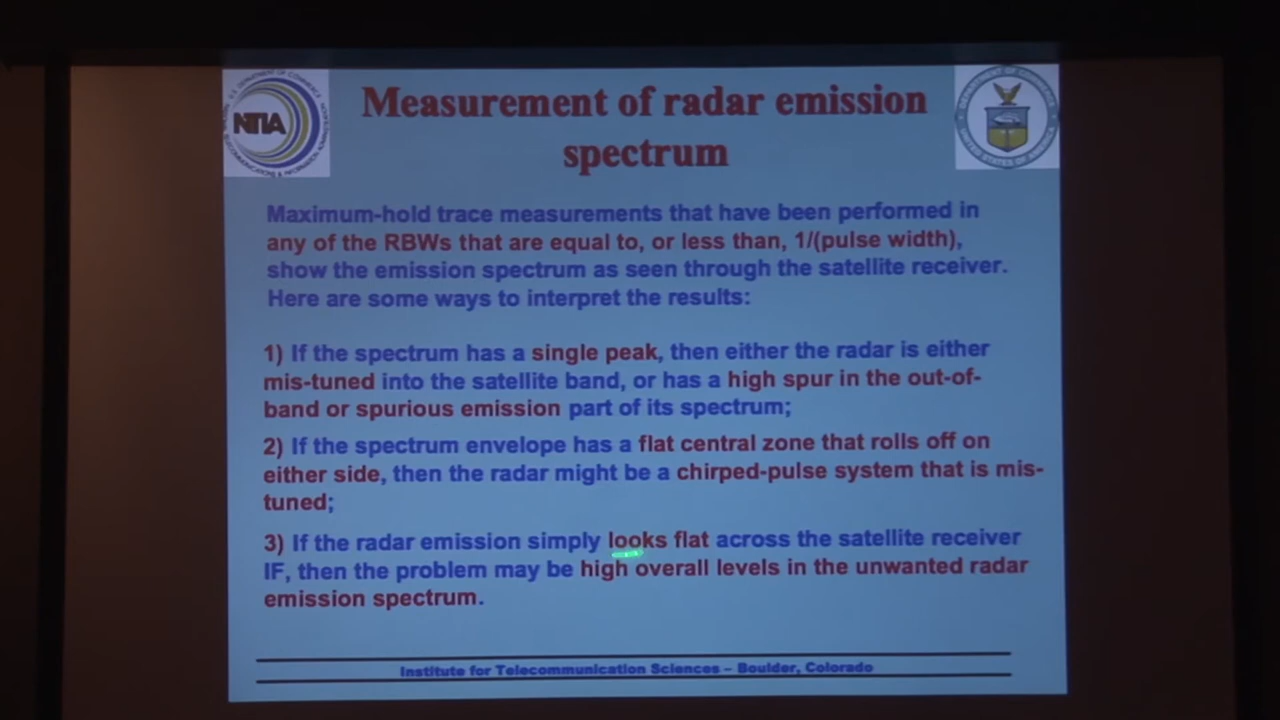 NTIA
Measurement of radar emission
spectrum
Maximum-hold trace measurements that have been performed in
any of the RBWs that are equal to, or less than, 1/(pulse width),
show the emission spectrum as seen through the satellite receiver.
Here are some ways to interpret the results:
1) If the spectrum has a single peak, then either the radar is either
mis-tuned into the satellite band, or has a high spur in the out-of-
band or spurious emission part of its spectrum;
2) If the spectrum envelope has a flat central zone that rolls off on
either side, then the radar might be a chirped-pulse system that is mis-
tuned;
3) If the radar emission simply looks flat across the satellite receiver
IF, then the problem may be high overall levels in the unwanted radar
emission spectrum.
Institute for Telecommunication Sciences – Boulder, Colorado